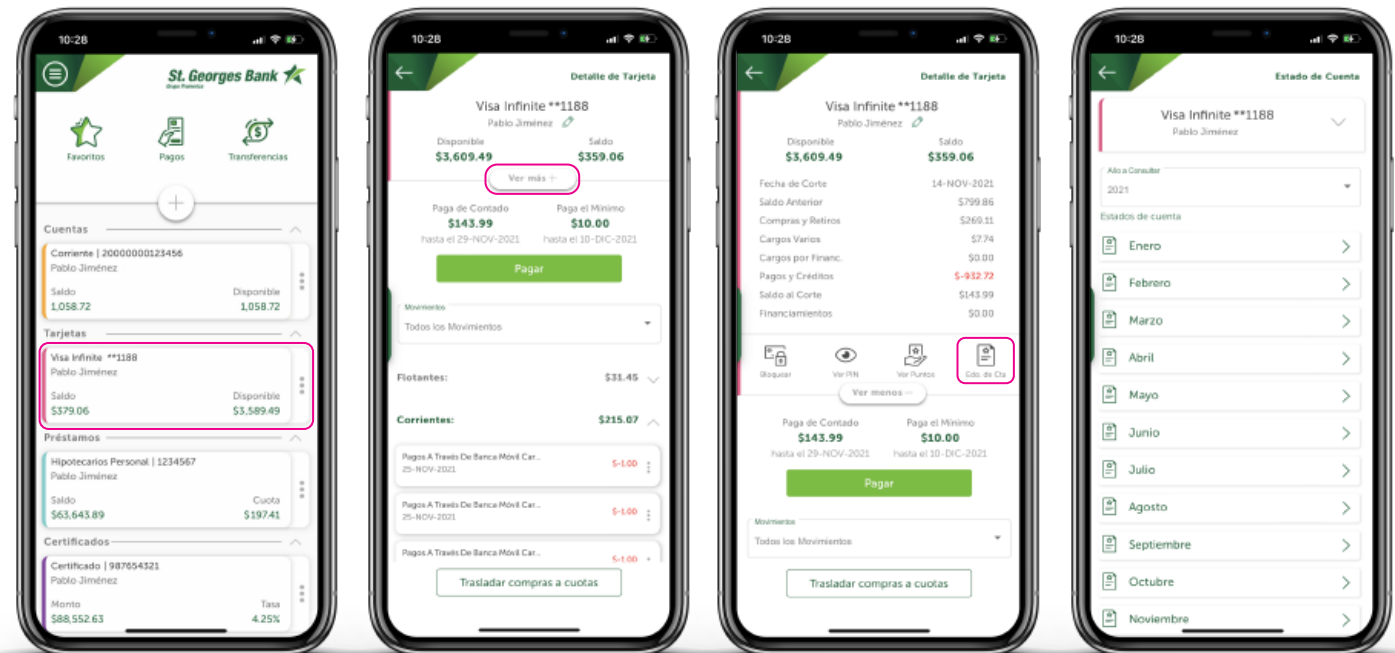 10:28
St. Georges Bank
Grupo Promerica
Favoritos Pagos Transferencias
Cuentas
Corriente | 20000000123456
Pablo Jiménez
Saldo Disponible
1,058.72 1,058.72
Tarjetas
Visa Infinite **1188
Pablo Jiménez
Saldo Disponible
$379.06 $3,589.49
Préstamos
Hipotecarios Personal | 1234567
Pablo Jiménez
Saldo Cuota
$63,643.89 $197.41
Certificados
Certificado | 987654321
Pablo Jiménez
Monto Tasa
$88,552.63 4.25%
10:28
Detalle de Tarjeta
Visa Infinite **1188
Pablo Jiménez
Disponible Saldo
$3,609.49 $359.06
Ver más +
Paga de Contado Paga el Mínimo
$143.99 $10.00
hasta el 29-NOV-2021 hasta el 10-DIC-2021
Pagar
Movimientos
Todos los Movimientos
Flotantes: $31.45
Corrientes: $215.07
Pagos A Través De Banca Móvil Car...
25-NOV-2021 $-1.00
Pagos A Través De Banca Móvil Car...
25-NOV-2021 $-1.00
Pagos A Través De Banca Móvil Car...
$-1.00
Trasladar compras a cuotas
10:28
Detalle de Tarjeta
Visa Infinite **1188
Pablo Jiménez
Disponible Saldo
$3,609.49 $359.06
Fecha de Corte 14-NOV-2021
Saldo Anterior $799.86
Compras y Retiros $269.11
Cargos Varios $7.74
Cargos por Financ. $0.00
Pagos y Créditos $-932.72
Saldo al Corte $143.99
Financiamientos $0.00
Bloquear Ver PIN Ver Puntos Edo. de Cta
Ver menos —
Paga de Contado Paga el Mínimo
$143.99 $10.00
hasta el 29-NOV-2021 hasta el 10-DIC-2021
Pagar
Movimientos
Todos los Movimientos
Trasladar compras a cuotas
10:28
Estado de Cuenta
Visa Infinite **1188
Pablo Jiménez
Año a Consultar
2021
Estados de cuenta
Enero
Febrero
Marzo
Abril
Mayo
Junio
Julio
Agosto
Septiembre
Octubre
Noviembre